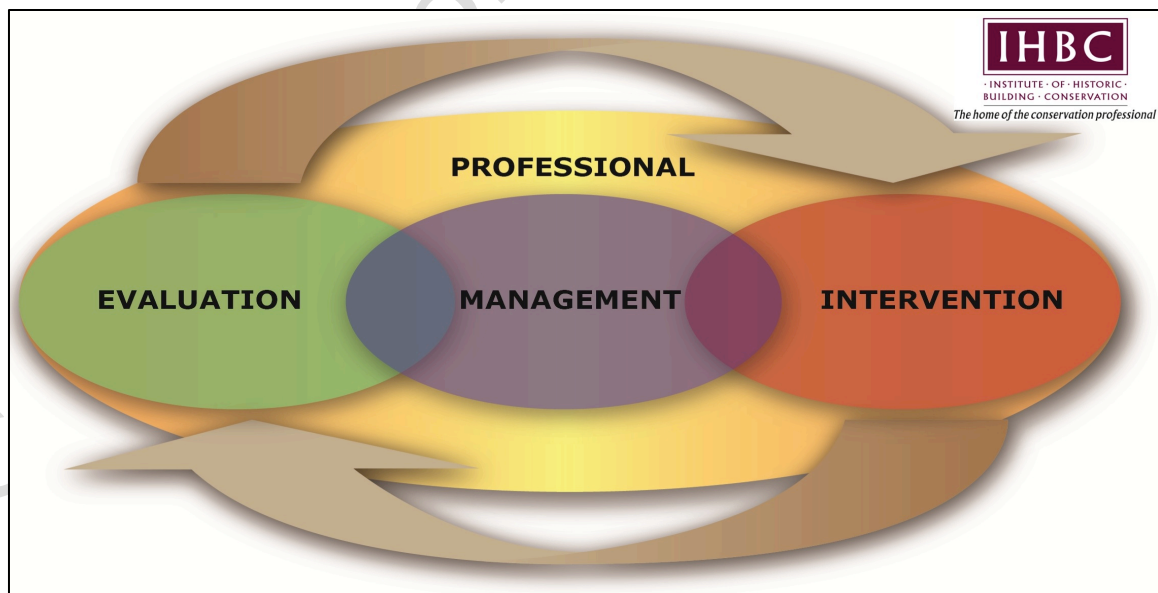 IHBC
· INSTITUTE · OF · HISTORIC ·
BUILDING · CONSERVATION
The home of the conservation professional
PROFESSIONAL
EVALUATION
MANAGEMENT
INTERVENTION